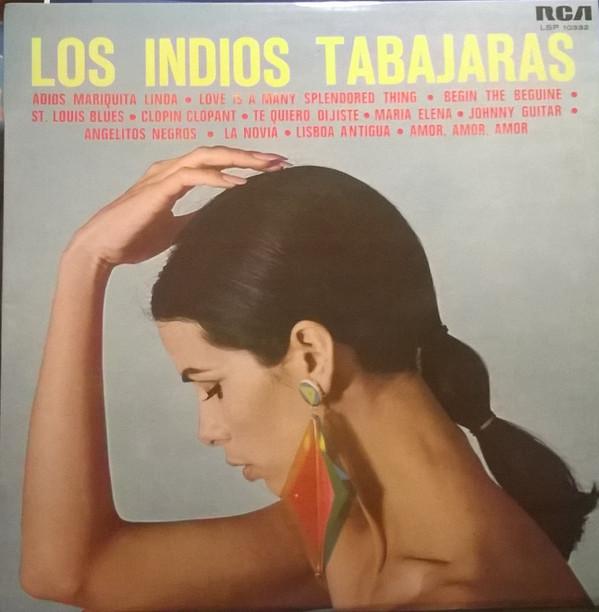 RCA
LSP 10332
LOS INDIOS TABAJARAS
ADIOS MARIQUITA LINDA • LOVE IS A MANY SPLENDORED THING • BEGIN THE BEGUINE •
ST. LOUIS BLUES • CLOPIN CLOPANT • TE QUIERO DIJISTE • MARIA ELENA • JOHNNY GUITAR •
ANGELITOS NEGROS • LA NOVIA • LISBOA ANTIGUA • AMOR, AMOR, AMOR